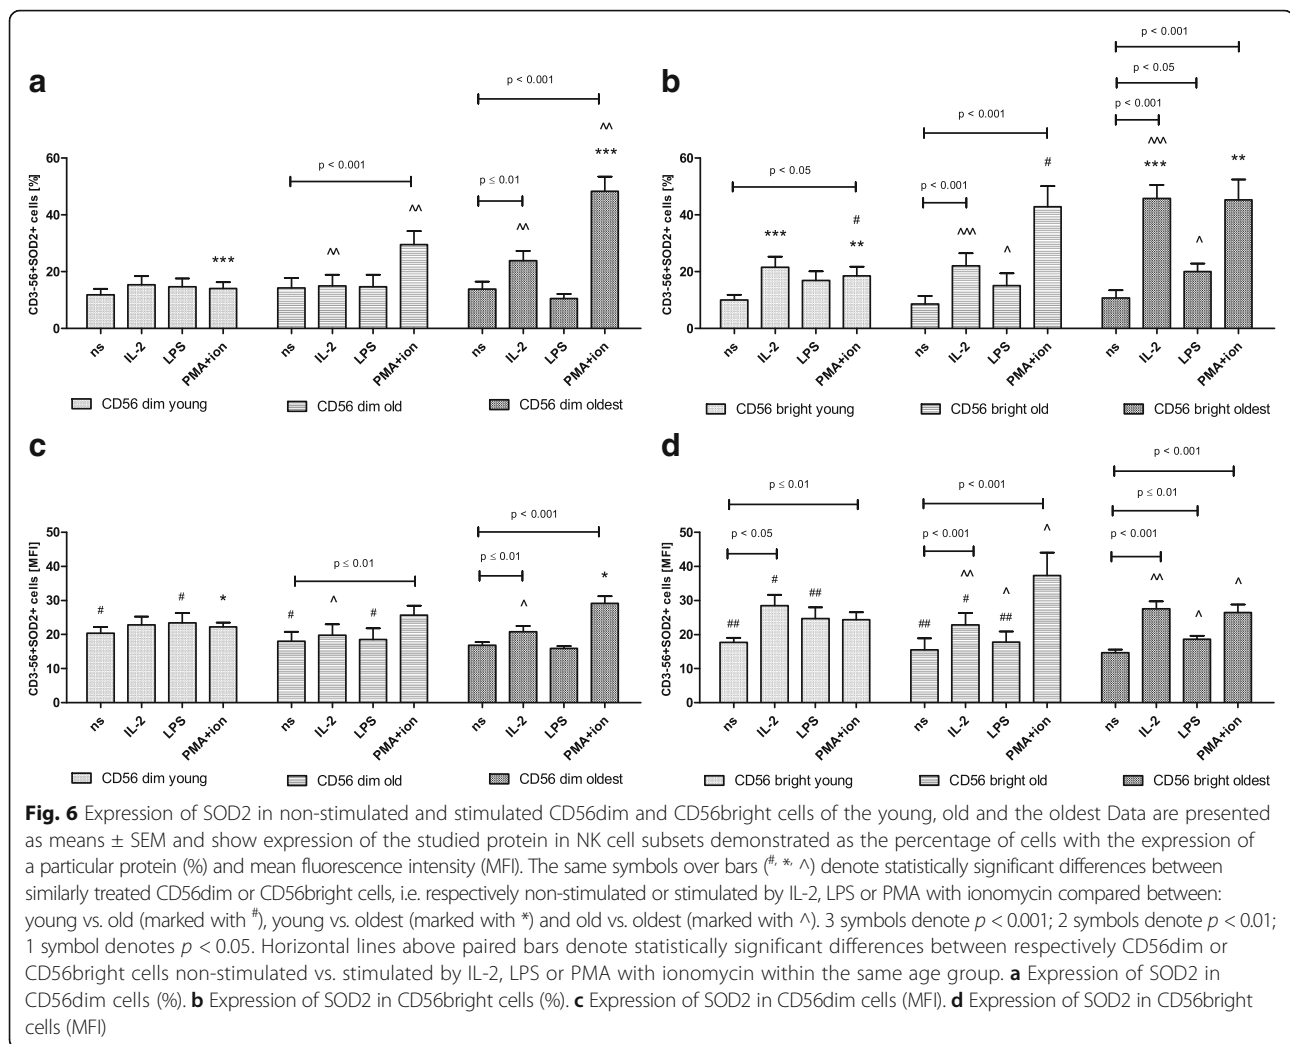 a
p < 0.001
p < 0.001
p ≤ 0.01
^^
***
^^
^^
^^
***
CD3-56+SOD2+ cells [%]
60
40
20
0
ns IL-2 LPS PMA+ion ns IL-2 LPS PMA+ion ns IL-2 LPS PMA+ion
CD56 dim young CD56 dim old CD56 dim oldest
b
p < 0.001
p < 0.05
p < 0.001
p < 0.001
p < 0.05
p < 0.001
^^^
***
**
#
#
**
***
^^^
^
^
CD3-56+SOD2+ cells [%]
60
40
20
0
ns IL-2 LPS PMA+ion ns IL-2 LPS PMA+ion ns IL-2 LPS PMA+ion
CD56 bright young CD56 bright old CD56 bright oldest
c
p < 0.001
p ≤ 0.01
p ≤ 0.01
# # * # ^ # ^ *
CD3-56+SOD2+ cells [MFI]
50
40
30
20
10
0
ns IL-2 LPS PMA+ion ns IL-2 LPS PMA+ion ns IL-2 LPS PMA+ion
CD56 dim young CD56 dim old CD56 dim oldest
d
p < 0.001
p ≤ 0.01
p < 0.001
p ≤ 0.01
p < 0.05
p < 0.001
p < 0.001
^
^^
^^
# ## ^ ^
## ## # ## ^
CD3-56+SOD2+ cells [MFI]
50
40
30
20
10
0
ns IL-2 LPS PMA+ion ns IL-2 LPS PMA+ion ns IL-2 LPS PMA+ion
CD56 bright young CD56 bright old CD56 bright oldest
Fig. 6 Expression of SOD2 in non-stimulated and stimulated CD56dim and CD56bright cells of the young, old and the oldest Data are presented
as means ± SEM and show expression of the studied protein in NK cell subsets demonstrated as the percentage of cells with the expression of
a particular protein (%) and mean fluorescence intensity (MFI). The same symbols over bars (#, *, ^) denote statistically significant differences between
similarly treated CD56dim or CD56bright cells, i.e. respectively non-stimulated or stimulated by IL-2, LPS or PMA with ionomycin compared between:
young vs. old (marked with #), young vs. oldest (marked with *) and old vs. oldest (marked with ^). 3 symbols denote p < 0.001; 2 symbols denote p < 0.01;
1 symbol denotes p < 0.05. Horizontal lines above paired bars denote statistically significant differences between respectively CD56dim or
CD56bright cells non-stimulated vs. stimulated by IL-2, LPS or PMA with ionomycin within the same age group. a Expression of SOD2 in
CD56dim cells (%). b Expression of SOD2 in CD56bright cells (%). c Expression of SOD2 in CD56dim cells (MFI). d Expression of SOD2 in CD56bright
cells (MFI)